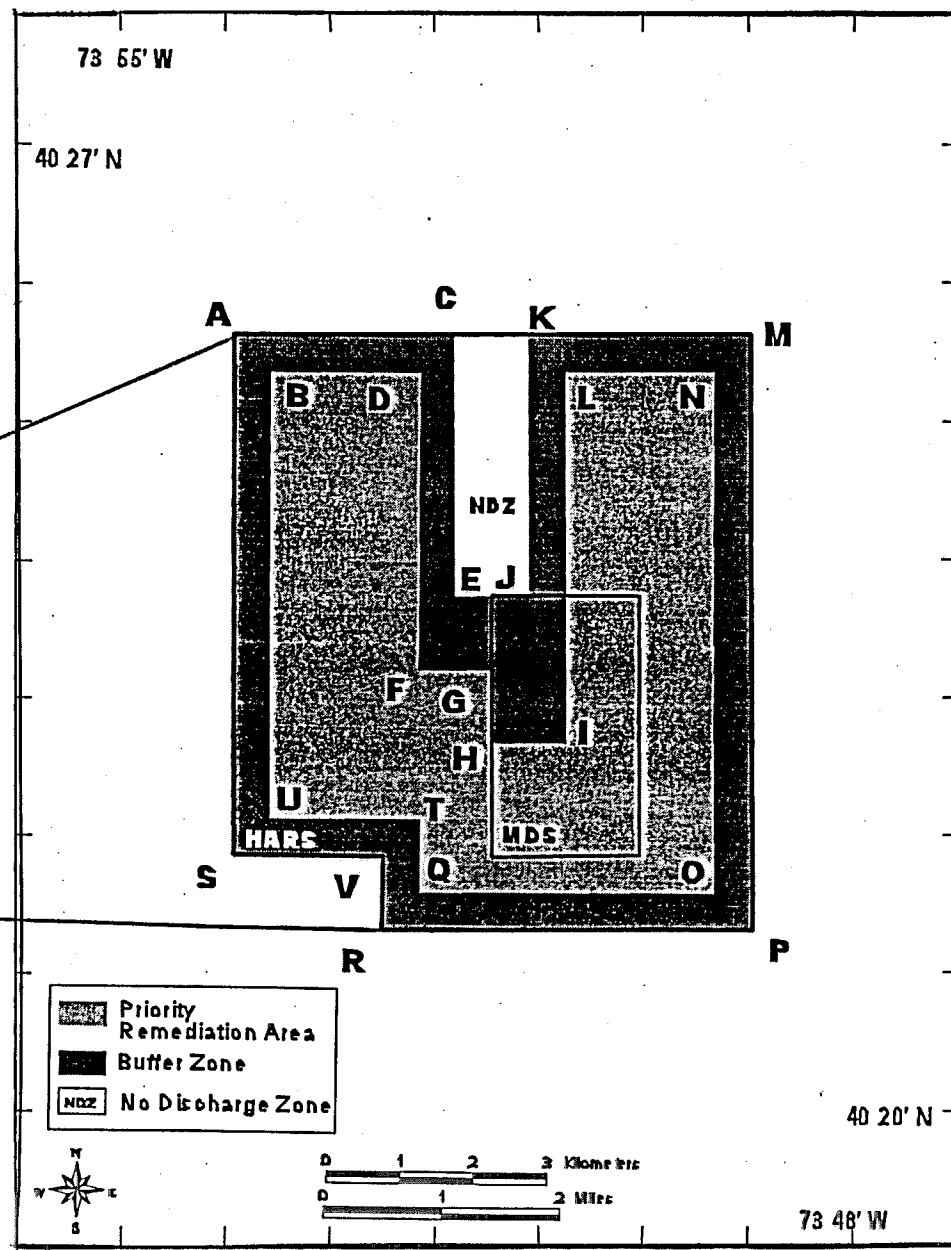 73 55' W
40 27' N
A
C
K
M
B
D
L
N
NDZ
E
J
F
G
H
I
U
T
HARS
MDS
Q
O
S
V
R
P
Priority
Remediation Area
Buffer Zone
NDZ No Discharge Zone
40 20' N
N
W E
S
0 1 2 3 Kilometers
0 1 2 Miles
73 48' W